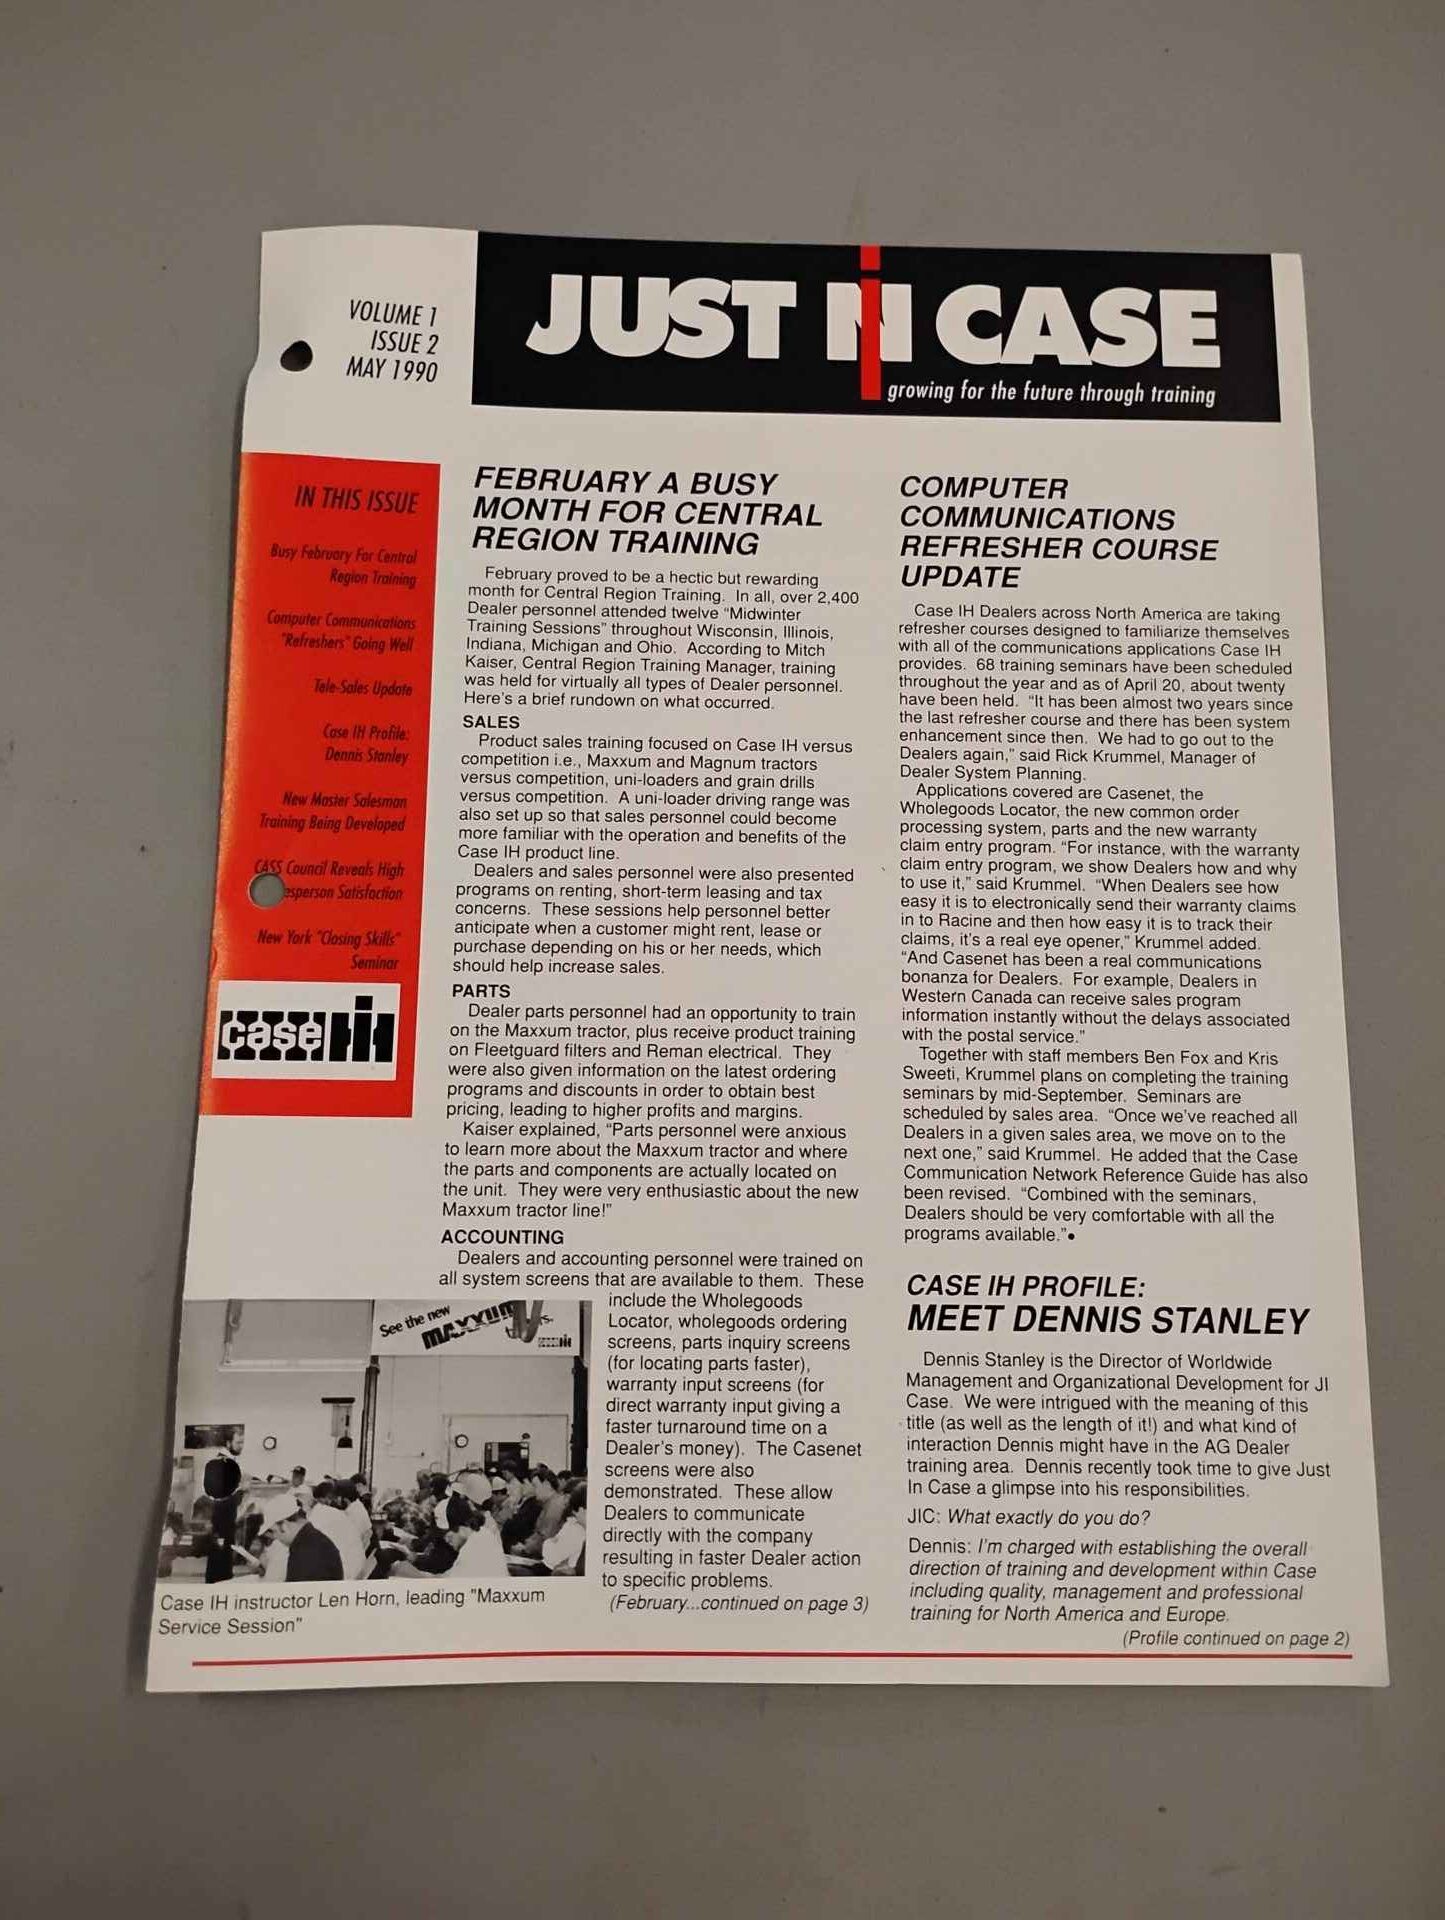 VOLUME 1
ISSUE 2
MAY 1990
JUST IN CASE
growing for the future through training
IN THIS ISSUE
Busy February For Central
Region Training
Computer Communications
"Refreshers" Going Well
Tele-Sales Update
Case IH Profile:
Dennis Stanley
New Master Salesman
Training Being Developed
CASS Council Reveals High
esperson Satisfaction
New York "Closing Skills"
Seminar
case IH
FEBRUARY A BUSY
MONTH FOR CENTRAL
REGION TRAINING
February proved to be a hectic but rewarding
month for Central Region Training. In all, over 2,400
Dealer personnel attended twelve "Midwinter
Training Sessions" throughout Wisconsin, Illinois,
Indiana, Michigan and Ohio. According to Mitch
Kaiser, Central Region Training Manager, training
was held for virtually all types of Dealer personnel.
Here's a brief rundown on what occurred.
SALES
Product sales training focused on Case IH versus
competition i.e., Maxxum and Magnum tractors
versus competition, uni-loaders and grain drills
versus competition. A uni-loader driving range was
also set up so that sales personnel could become
more familiar with the operation and benefits of the
Case IH product line.
Dealers and sales personnel were also presented
programs on renting, short-term leasing and tax
concerns. These sessions help personnel better
anticipate when a customer might rent, lease or
purchase depending on his or her needs, which
should help increase sales.
PARTS
Dealer parts personnel had an opportunity to train
on the Maxxum tractor, plus receive product training
on Fleetguard filters and Reman electrical. They
were also given information on the latest ordering
programs and discounts in order to obtain best
pricing, leading to higher profits and margins.
Kaiser explained, "Parts personnel were anxious
to learn more about the Maxxum tractor and where
the parts and components are actually located on
the unit. They were very enthusiastic about the new
Maxxum tractor line!"
ACCOUNTING
Dealers and accounting personnel were trained on
all system screens that are available to them. These
include the Wholegoods
Locator, wholegoods ordering
screens, parts inquiry screens
(for locating parts faster),
warranty input screens (for
direct warranty input giving a
faster turnaround time on a
Dealer's money). The Casenet
screens were also
demonstrated. These allow
Dealers to communicate
directly with the company
resulting in faster Dealer action
to specific problems.
(February...continued on page 3)
See the new
MAXXUM
case IH
Case IH instructor Len Horn, leading "Maxxum
Service Session"
COMPUTER
COMMUNICATIONS
REFRESHER COURSE
UPDATE
Case IH Dealers across North America are taking
refresher courses designed to familiarize themselves
with all of the communications applications Case IH
provides. 68 training seminars have been scheduled
throughout the year and as of April 20, about twenty
have been held. "It has been almost two years since
the last refresher course and there has been system
enhancement since then. We had to go out to the
Dealers again," said Rick Krummel, Manager of
Dealer System Planning.
Applications covered are Casenet, the
Wholegoods Locator, the new common order
processing system, parts and the new warranty
claim entry program. "For instance, with the warranty
claim entry program, we show Dealers how and why
to use it," said Krummel. "When Dealers see how
easy it is to electronically send their warranty claims
in to Racine and then how easy it is to track their
claims, it's a real eye opener," Krummel added.
"And Casenet has been a real communications
bonanza for Dealers. For example, Dealers in
Western Canada can receive sales program
information instantly without the delays associated
with the postal service."
Together with staff members Ben Fox and Kris
Sweeti, Krummel plans on completing the training
seminars by mid-September. Seminars are
scheduled by sales area. "Once we've reached all
Dealers in a given sales area, we move on to the
next one," said Krummel. He added that the Case
Communication Network Reference Guide has also
been revised. "Combined with the seminars,
Dealers should be very comfortable with all the
programs available."•
CASE IH PROFILE:
MEET DENNIS STANLEY
Dennis Stanley is the Director of Worldwide
Management and Organizational Development for JI
Case. We were intrigued with the meaning of this
title (as well as the length of it!) and what kind of
interaction Dennis might have in the AG Dealer
training area. Dennis recently took time to give Just
In Case a glimpse into his responsibilities.
JIC: What exactly do you do?
Dennis: I'm charged with establishing the overall
direction of training and development within Case
including quality, management and professional
training for North America and Europe.
(Profile continued on page 2)